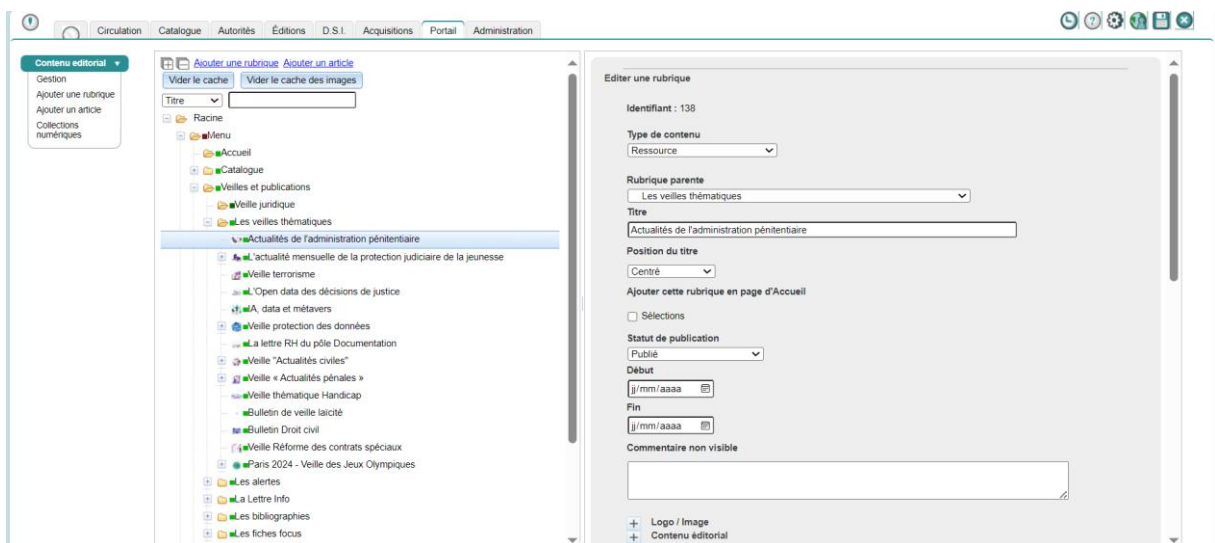 Circulation Catalogue Autorités Éditions D.S.I. Acquisitions Portail Administration
Contenu editorial
Gestion
Ajouter une rubrique
Ajouter un article
Collections
numériques
Ajouter une rubrique Ajouter un article
Vider le cache Vider le cache des images
Titre
Racine
Menu
Accueil
Catalogue
Veilles et publications
Veille juridique
Les veilles thématiques
Actualités de l'administration pénitentiaire
L'actualité mensuelle de la protection judiciaire de la jeunesse
Veille terrorisme
L'Open data des décisions de justice
IA, data et métavers
Veille protection des données
La lettre RH du pôle Documentation
Veille "Actualités civiles"
Veille « Actualités pénales »
Veille thématique Handicap
Bulletin de veille laïcité
Bulletin Droit civil
Veille Réforme des contrats spéciaux
Paris 2024 - Veille des Jeux Olympiques
Les alertes
La Lettre Info
Les bibliographies
Les fiches focus
Editer une rubrique
Identifiant : 138
Type de contenu
Ressource
Rubrique parente
Les veilles thématiques
Titre
Actualités de l'administration pénitentiaire
Position du titre
Centré
Ajouter cette rubrique en page d'Accueil
Sélections
Statut de publication
Publié
Début
jj/mm/aaaa
Fin
jj/mm/aaaa
Commentaire non visible
Logo / Image
Contenu éditorial